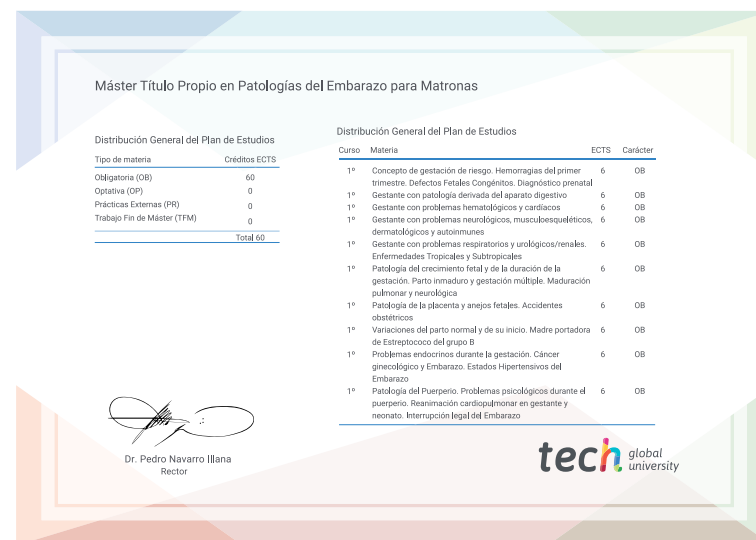 Máster Título Propio en Patologías del Embarazo para Matronas
Distribución General del Plan de Estudios
Tipo de materia Créditos ECTS
Obligatoria (OB) 60
Optativa (OP) 0
Prácticas Externas (PR) 0
Trabajo Fin de Máster (TFM) 0
Total 60
Distribución General del Plan de Estudios
Curso Materia ECTS Carácter
1º Concepto de gestación de riesgo. Hemorragias del primer 6 OB
trimestre. Defectos Fetales Congénitos. Diagnóstico prenatal
1º Gestante con patología derivada del aparato digestivo 6 OB
1º Gestante con problemas hematológicos y cardíacos 6 OB
1º Gestante con problemas neurológicos, musculoesqueléticos, 6 OB
dermatológicos y autoinmunes
1º Gestante con problemas respiratorios y urológicos/renales. 6 OB
Enfermedades Tropicales y Subtropicales
1º Patología del crecimiento fetal y de la duración de la 6 OB
gestación. Parto inmaduro y gestación múltiple. Maduración
pulmonar y neurológica
1º Patología de la placenta y anejos fetales. Accidentes 6 OB
obstétricos
1º Variaciones del parto normal y de su inicio. Madre portadora 6 OB
de Estreptococo del grupo B
1º Problemas endocrinos durante la gestación. Cáncer 6 OB
ginecológico y Embarazo. Estados Hipertensivos del
Embarazo
1º Patología del Puerperio. Problemas psicológicos durante el 6 OB
puerperio. Reanimación cardiopulmonar en gestante y
neonato. Interrupción legal del Embarazo
Dr. Pedro Navarro Illana
Rector
tech global
university